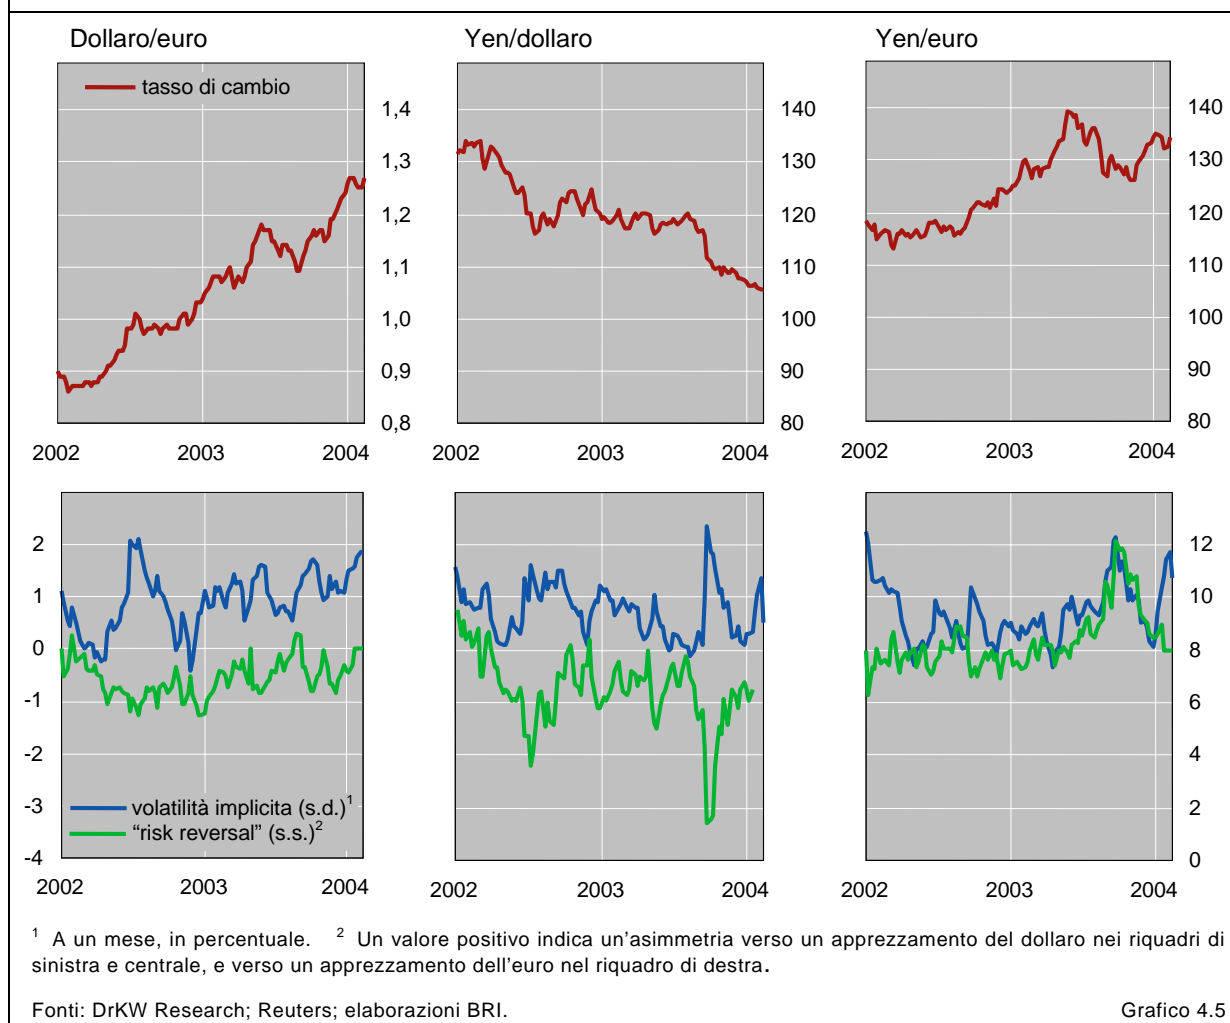 Dollaro/euro
Yen/dollaro
Yen/euro
tasso di cambio
1,4
1,3
1,2
1,1
1,0
0,9
0,8
140
130
120
110
100
90
80
140
130
120
110
100
90
80
2002 2003 2004
2002 2003 2004
2002 2003 2004
2
1
0
-1
-2
-3
-4
12
10
8
6
4
2
0
volatilità implicita (s.d.)1
“risk reversal” (s.s.)2
2002 2003 2004
2002 2003 2004
2002 2003 2004
1 A un mese, in percentuale. 2 Un valore positivo indica un'asimmetria verso un apprezzamento del dollaro nei riquadri di
sinistra e centrale, e verso un apprezzamento dell'euro nel riquadro di destra.
Fonti: DrKW Research; Reuters; elaborazioni BRI. Grafico 4.5